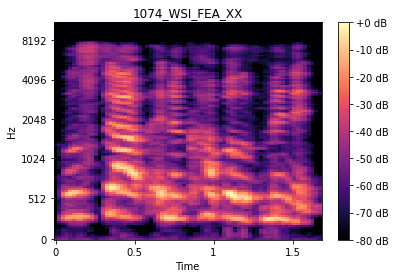 1074_WSI_FEA_XX
+0 dB
8192
-10 dB
4096
-20 dB
-30 dB
2048
-40 dB
Hz
1024
-50 dB
512
-60 dB
-70 dB
0
-80 dB
0
0.5
1
1.5
Time